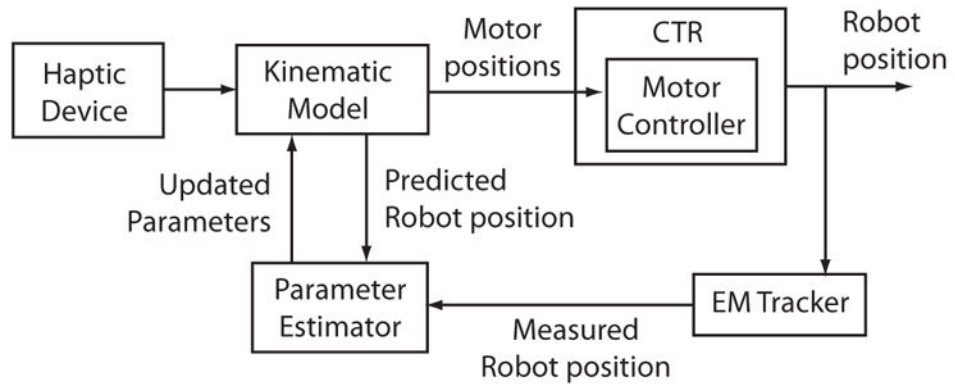 Haptic
Device
Kinematic
Model
Motor
positions
CTR
Motor
Controller
Robot
position
Updated
Parameters
Predicted
Robot position
Parameter
Estimator
EM Tracker
Measured
Robot position